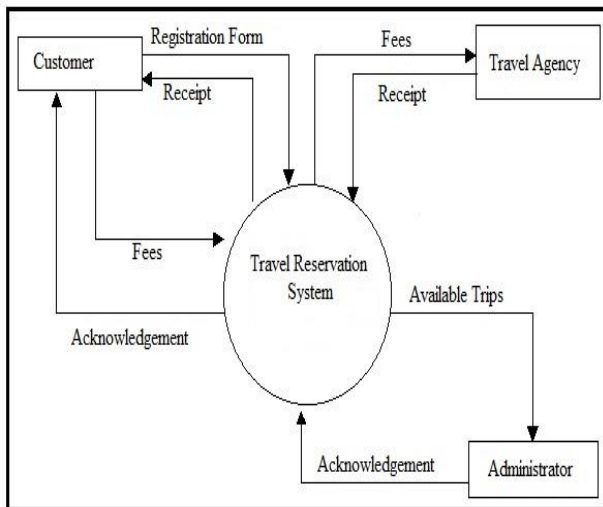 Registration Form
Fees
Customer
Travel Agency
Receipt
Receipt
Fees
Travel Reservation
System
Available Trips
Acknowledgement
Acknowledgement
Administrator